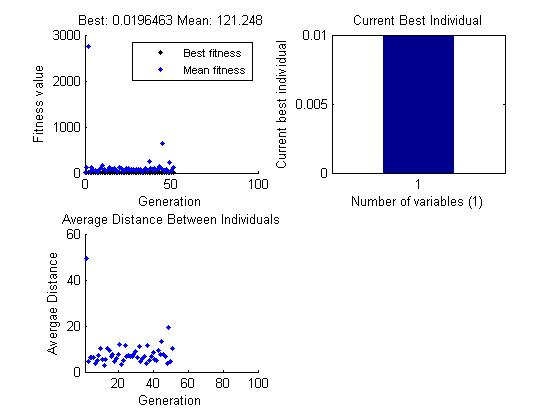 Best: 0.0196463 Mean: 121.248
3000
2000
1000
0
Fitness value
Best fitness
Mean fitness
0 50 100
Generation
Current Best Individual
0.01
0.005
0
Current best individual
1
Number of variables (1)
Average Distance Between Individuals
60
40
20
0
Avergae Distance
20 40 60 80 100
Generation